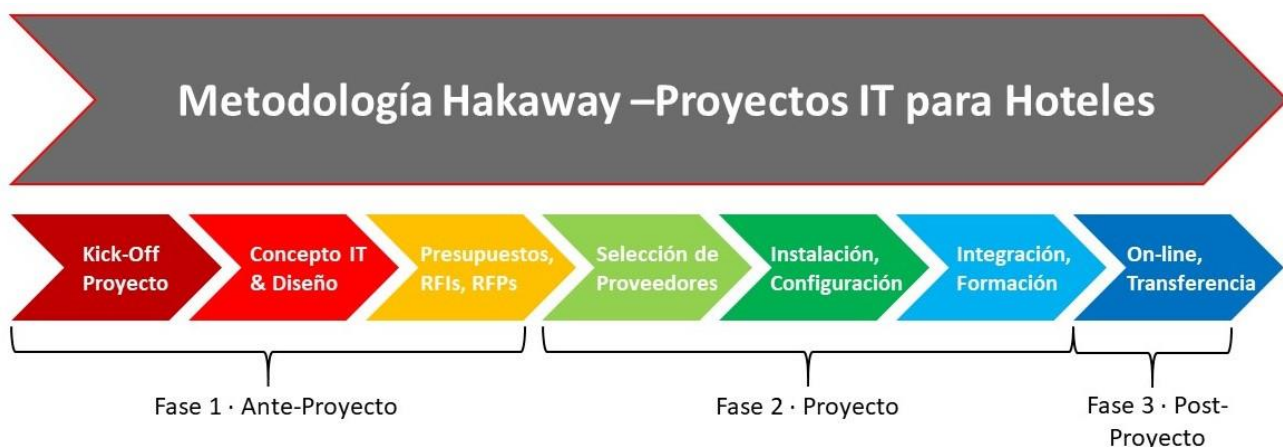 Metodología Hakaway –Proyectos IT para Hoteles
Kick-Off
Proyecto
Concepto IT
& Diseño
Presupuestos,
RFIs, RFPs
Selección de
Proveedores
Instalación,
Configuración
Integración,
Formación
On-line,
Transferencia
Fase 1 · Ante-Proyecto
Fase 2 · Proyecto
Fase 3 · Post-
Proyecto